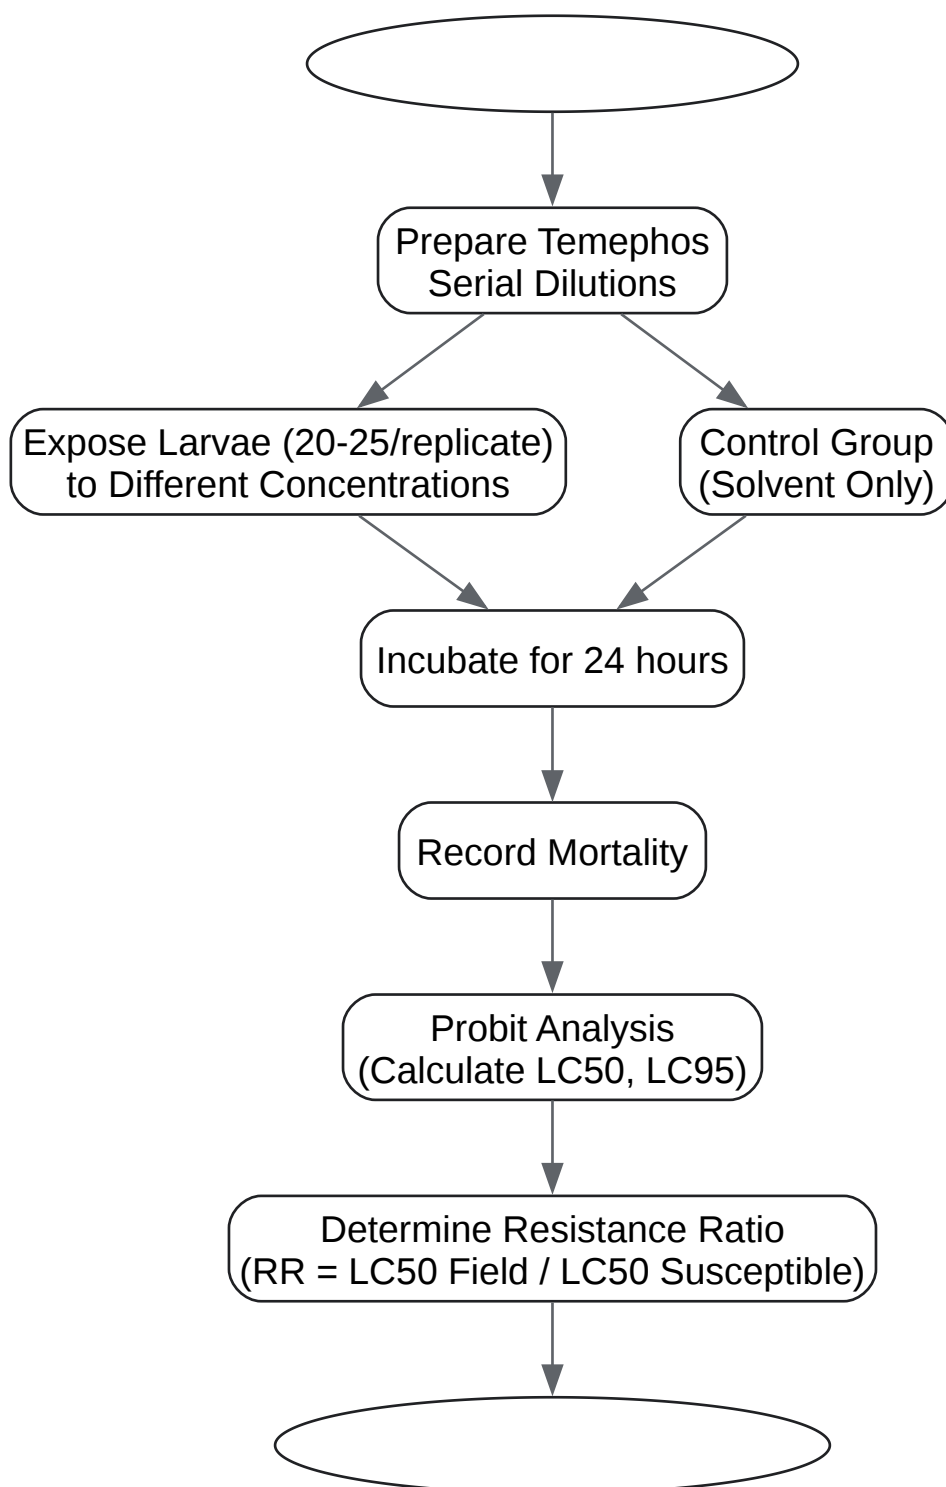 Prepare Temephos
Serial Dilutions
Expose Larvae (20-25/replicate)
to Different Concentrations
Control Group
(Solvent Only)
Incubate for 24 hours
Record Mortality
Probit Analysis
(Calculate LC50, LC95)
Determine Resistance Ratio
(RR = LC50 Field / LC50 Susceptible)